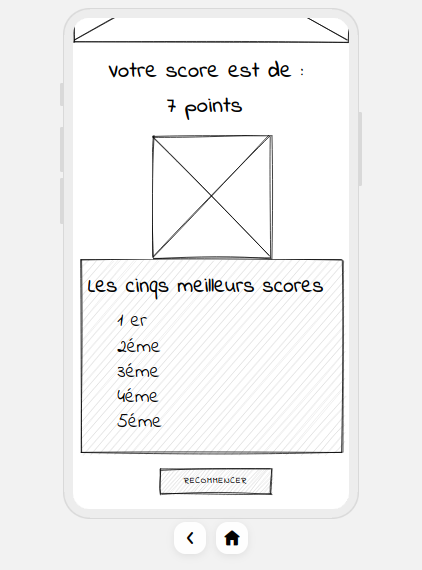 Votre score est de :
7 points
Les cinqs meilleurs scores
1 er
2éme
3éme
4éme
5éme
RECOMMENCER